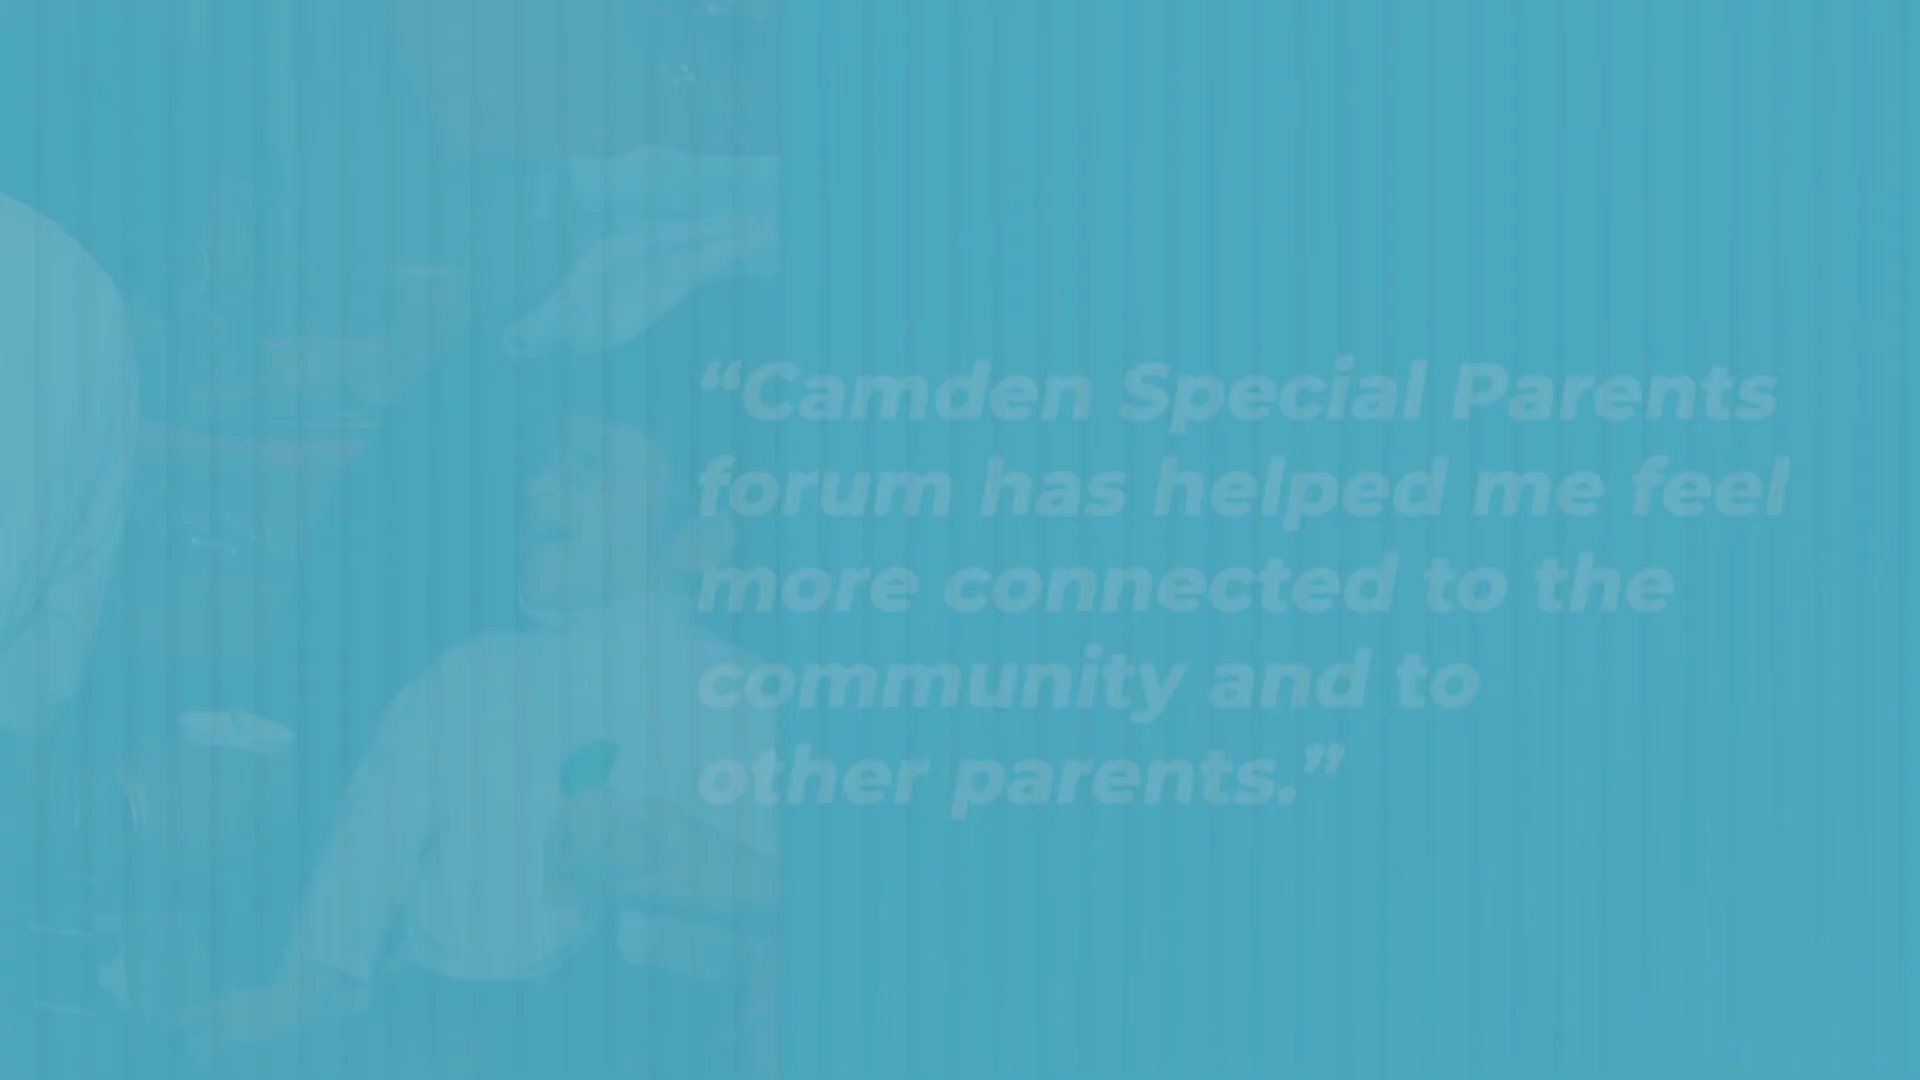 “Camden Special Parents
forum has helped me feel
more connected to the
community and to
other parents.”